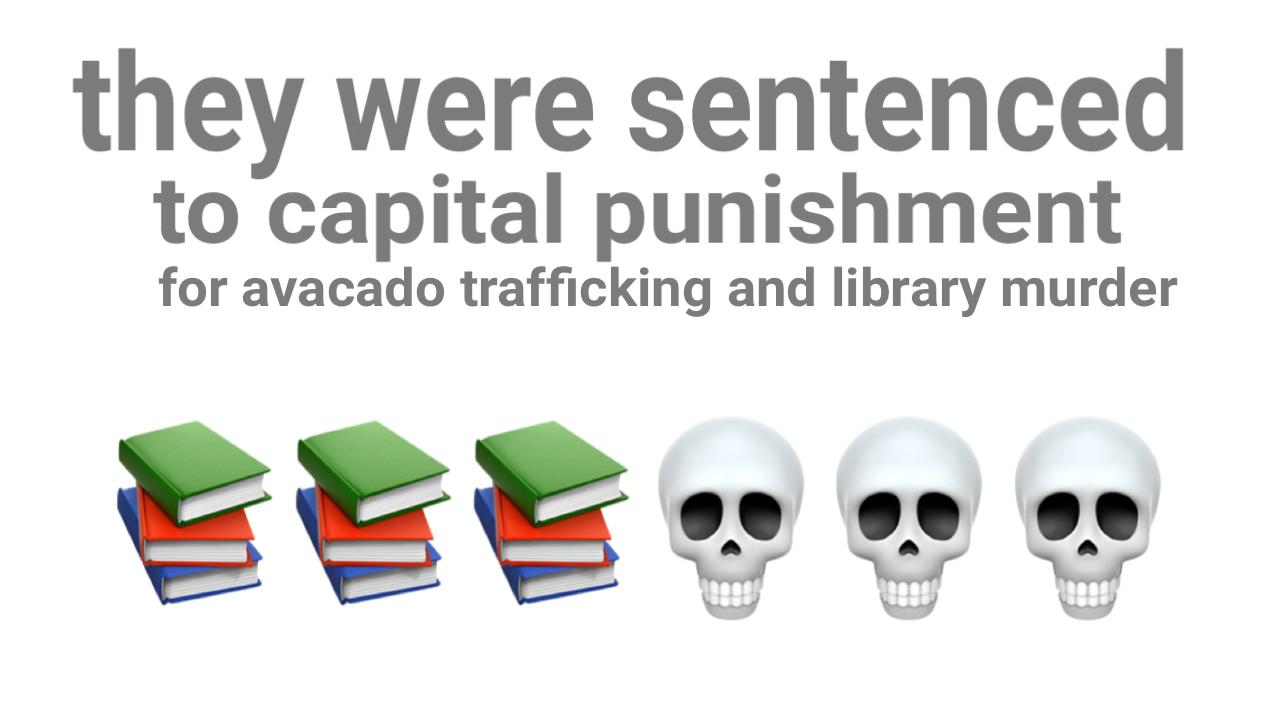 they were sentenced
to capital punishment
for avacado trafficking and library murder